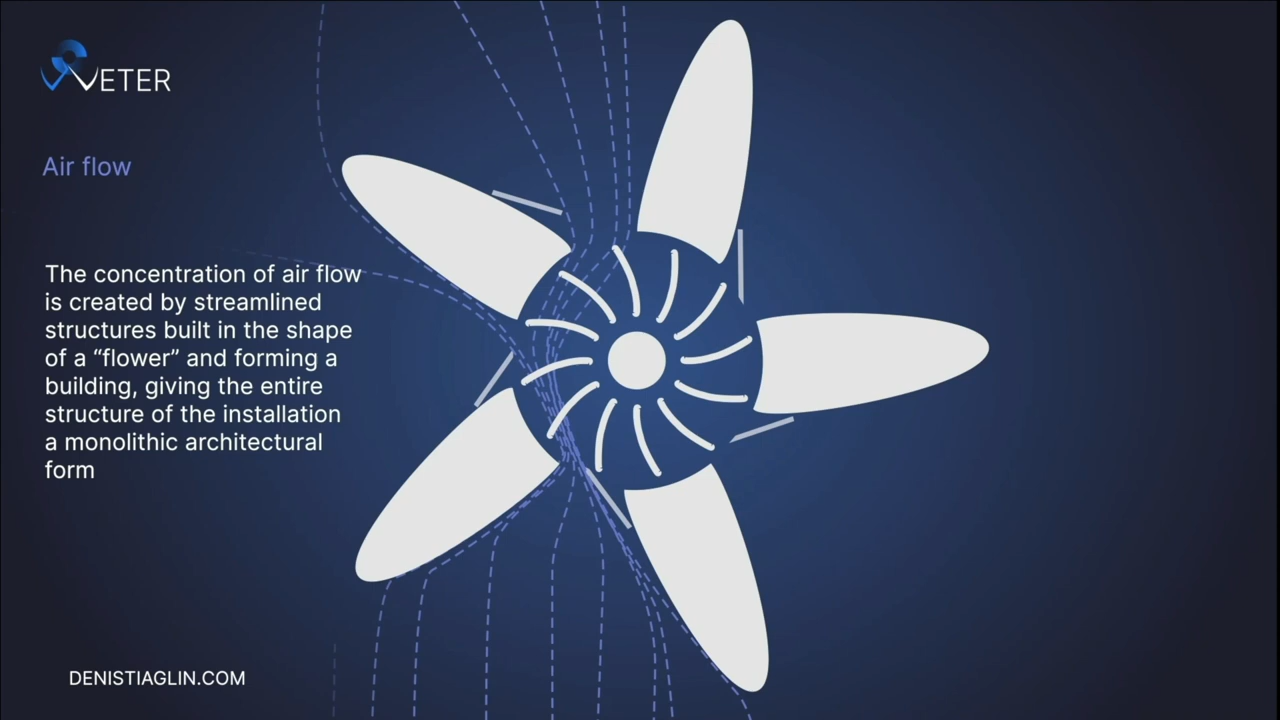 VETER
Air flow
The concentration of air flow
is created by streamlined
structures built in the shape
of a “flower” and forming a
building, giving the entire
structure of the installation
a monolithic architectural
form
DENISTIAGLIN.COM